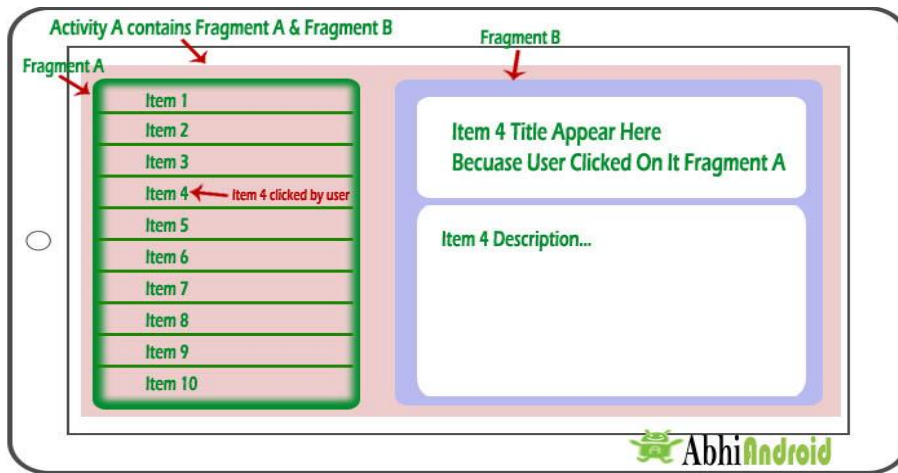 Activity A contains Fragment A & Fragment B
Fragment A
Fragment B
Item 1
Item 2
Item 3
Item 4
Item 4 clicked by user
Item 5
Item 6
Item 7
Item 8
Item 9
Item 10
Item 4 Title Appear Here
Becuase User Clicked On It Fragment A
Item 4 Description...
AbhiAndroid